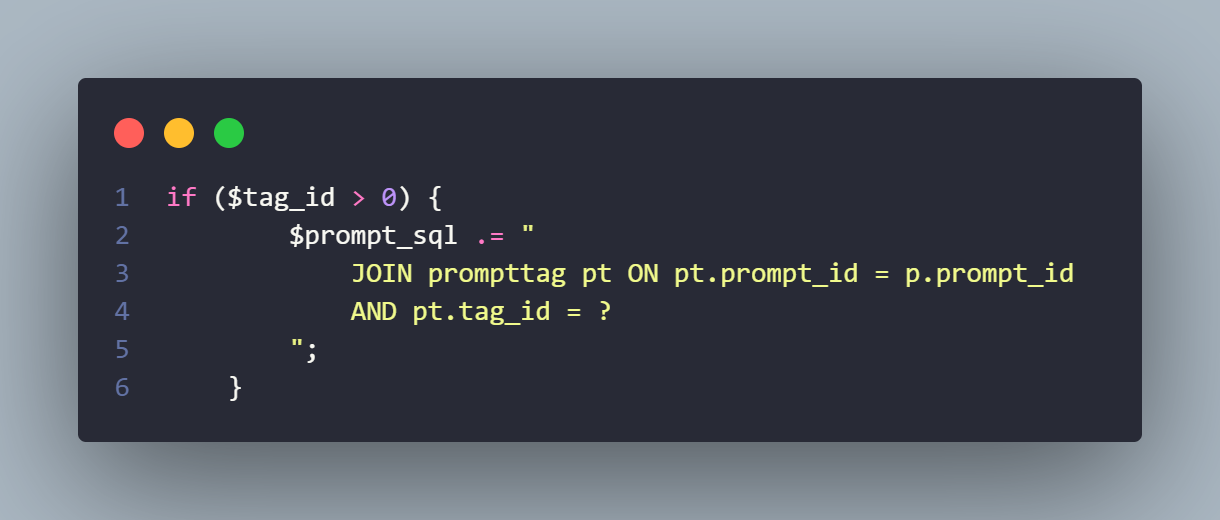 1 if ($tag_id > 0) {
2         $prompt_sql .= "
3             JOIN prompttag pt ON pt.prompt_id = p.prompt_id
4             AND pt.tag_id = ?
5         ";
6     }